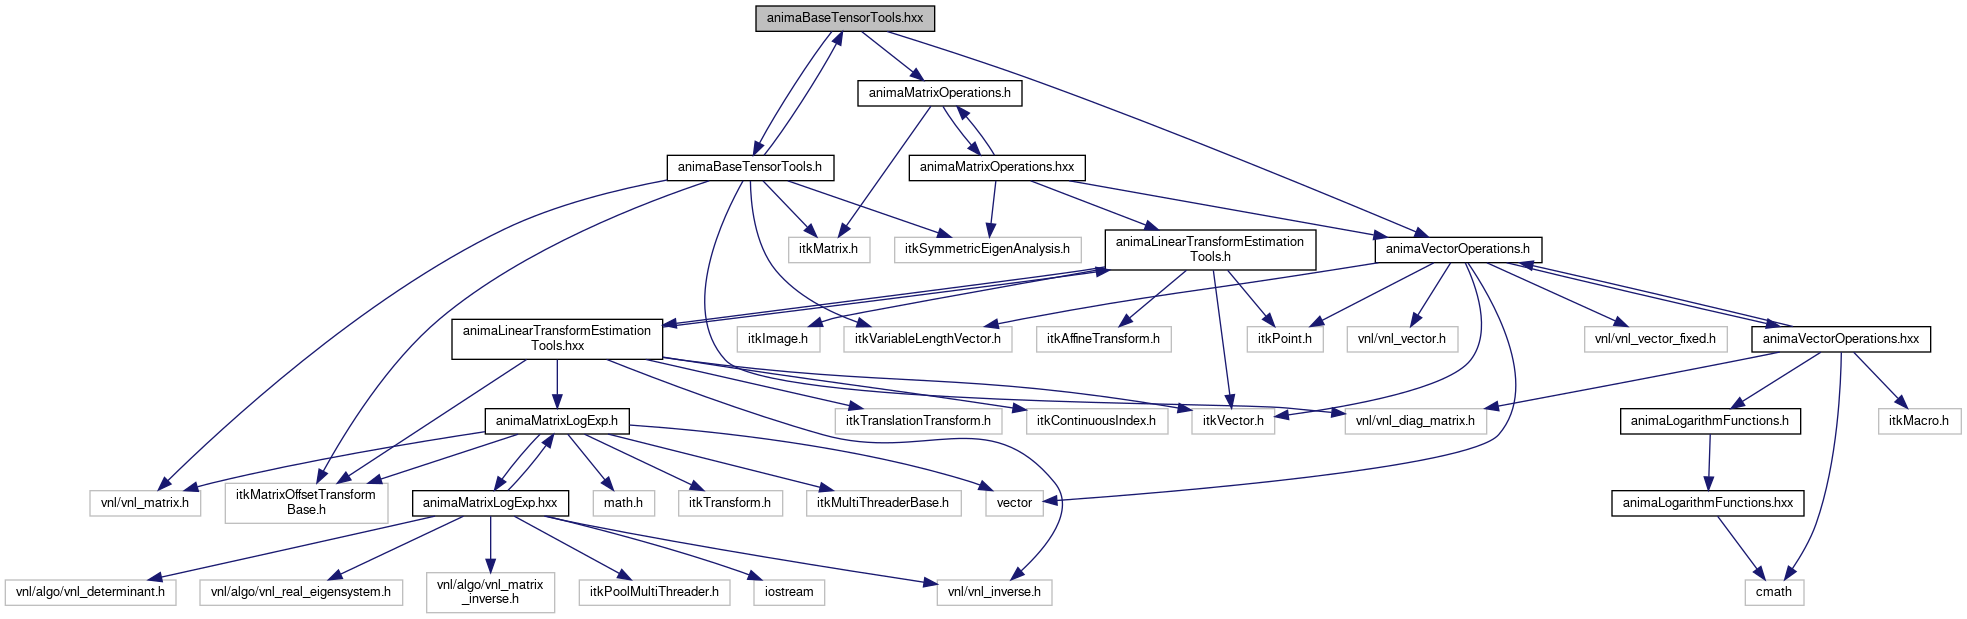 animaBaseTensorTools.hxx
animaMatrixOperations.h
animaBaseTensorTools.h
animaMatrixOperations.hxx
itkMatrix.h
itkSymmetricEigenAnalysis.h
animaLinearTransformEstimation
Tools.h
animaVectorOperations.h
animaLinearTransformEstimation
Tools.hxx
itkImage.h
itkVariableLengthVector.h
itkAffineTransform.h
itkPoint.h
vnl/vnl_vector.h
vnl/vnl_vector_fixed.h
animaVectorOperations.hxx
animaMatrixLogExp.h
itkTranslationTransform.h
itkContinuousIndex.h
itkVector.h
vnl/vnl_diag_matrix.h
animaLogarithmFunctions.h
itkMacro.h
vnl/vnl_matrix.h
itkMatrixOffsetTransform
Base.h
animaMatrixLogExp.hxx
math.h
itkTransform.h
itkMultiThreaderBase.h
vector
animaLogarithmFunctions.hxx
vnl/algo/vnl_determinant.h
vnl/algo/vnl_real_eigensystem.h
vnl/algo/vnl_matrix
_inverse.h
itkPoolMultiThreader.h
iostream
vnl/vnl_inverse.h
cmath